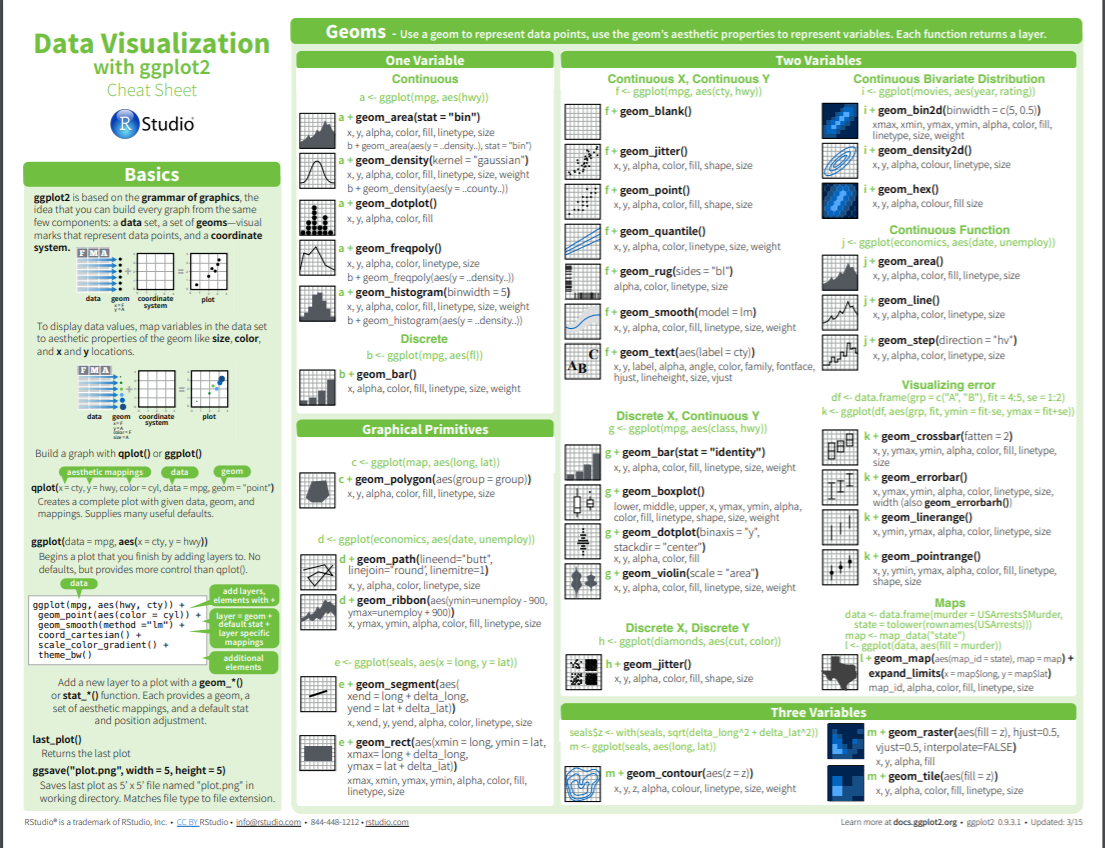 Data Visualization
with ggplot2
Cheat Sheet
R Studio
Basics
ggplot2 is based on the grammar of graphics, the
idea that you can build every graph from the same
few components: a data set, a set of geoms—visual
marks that represent data points, and a coordinate
system.
F M A
data geom coordinate system plot
x = F
y = A
To display data values, map variables in the data set
to aesthetic properties of the geom like size, color,
and x and y locations.
F M A
data geom coordinate system plot
x = F
y = A
color = F
size = A
Build a graph with qplot() or ggplot()
aesthetic mappings data geom
qplot(x = cty, y = hwy, color = cyl, data = mpg, geom = "point")
Creates a complete plot with given data, geom, and
mappings. Supplies many useful defaults.
ggplot(data = mpg, aes(x = cty, y = hwy))
Begins a plot that you finish by adding layers to. No
defaults, but provides more control than qplot().
data
ggplot(mpg, aes(hwy, cty)) +
geom_point(aes(color = cyl)) +
geom_smooth(method ="lm") +
coord_cartesian() +
scale_color_gradient() +
theme_bw()
add layers,
elements with +
layer = geom +
default stat +
layer specific
mappings
additional
elements
Add a new layer to a plot with a geom_*()
or stat_*() function. Each provides a geom, a
set of aesthetic mappings, and a default stat
and position adjustment.
last_plot()
Returns the last plot
ggsave("plot.png", width = 5, height = 5)
Saves last plot as 5' x 5' file named "plot.png" in
working directory. Matches file type to file extension.
Geoms - Use a geom to represent data points, use the geom's aesthetic properties to represent variables. Each function returns a layer.
One Variable
Continuous
a <- ggplot(mpg, aes(hwy))
a + geom_area(stat = "bin")
x, y, alpha, color, fill, linetype, size
b + geom_area(aes(y = ..density..), stat = "bin")
a + geom_density(kernel = "gaussian")
x, y, alpha, color, fill, linetype, size, weight
b + geom_density(aes(y = ..county..))
a + geom_dotplot()
x, y, alpha, color, fill
a + geom_freqpoly()
x, y, alpha, color, linetype, size
b + geom_freqpoly(aes(y = ..density..))
a + geom_histogram(binwidth = 5)
x, y, alpha, color, fill, linetype, size, weight
b + geom_histogram(aes(y = ..density..))
Discrete
b <- ggplot(mpg, aes(fl))
b + geom_bar()
x, alpha, color, fill, linetype, size, weight
Graphical Primitives
c <- ggplot(map, aes(long, lat))
c + geom_polygon(aes(group = group))
x, y, alpha, color, fill, linetype, size
d <- ggplot(economics, aes(date, unemploy))
d + geom_path(lineend="butt",
linejoin="round', linemitre=1)
x, y, alpha, color, linetype, size
d + geom_ribbon(aes(ymin=unemploy - 900,
ymax=unemploy + 900))
x, ymax, ymin, alpha, color, fill, linetype, size
e <- ggplot(seals, aes(x = long, y = lat))
e + geom_segment(aes(
xend = long + delta_long,
yend = lat + delta_lat))
x, xend, y, yend, alpha, color, linetype, size
e + geom_rect(aes(xmin = long, ymin = lat,
xmax= long + delta_long,
ymax = lat + delta_lat))
xmax, xmin, ymax, ymin, alpha, color, fill,
linetype, size
Two Variables
Continuous X, Continuous Y
f <- ggplot(mpg, aes(cty, hwy))
f + geom_blank()
f + geom_jitter()
x, y, alpha, color, fill, shape, size
f + geom_point()
x, y, alpha, color, fill, shape, size
f + geom_quantile()
x, y, alpha, color, linetype, size, weight
f + geom_rug(sides = "bl")
alpha, color, linetype, size
f + geom_smooth(model = lm)
x, y, alpha, color, fill, linetype, size, weight
C
AB
f + geom_text(aes(label = cty))
x, y, label, alpha, angle, color, family, fontface,
hjust, lineheight, size, vjust
Discrete X, Continuous Y
g <- ggplot(mpg, aes(class, hwy))
g + geom_bar(stat = "identity")
x, y, alpha, color, fill, linetype, size, weight
g + geom_boxplot()
lower, middle, upper, x, ymax, ymin, alpha,
color, fill, linetype, shape, size, weight
g + geom_dotplot(binaxis = "y",
stackdir = "center")
x, y, alpha, color, fill
g + geom_violin(scale = "area")
x, y, alpha, color, fill, linetype, size, weight
Discrete X, Discrete Y
h <- ggplot(diamonds, aes(cut, color))
h + geom_jitter()
x, y, alpha, color, fill, shape, size
Continuous Bivariate Distribution
i <- ggplot(movies, aes(year, rating))
i + geom_bin2d(binwidth = c(5, 0.5))
xmax, xmin, ymax, ymin, alpha, color, fill,
linetype, size, weight
i + geom_density2d()
x, y, alpha, colour, linetype, size
i + geom_hex()
x, y, alpha, colour, fill size
Continuous Function
j <- ggplot(economics, aes(date, unemploy))
j + geom_area()
x, y, alpha, color, fill, linetype, size
j + geom_line()
x, y, alpha, color, linetype, size
j + geom_step(direction = "hv")
x, y, alpha, color, linetype, size
Visualizing error
df <- data.frame(grp = c("A", "B"), fit = 4:5, se = 1:2)
k <- ggplot(df, aes(grp, fit, ymin = fit-se, ymax = fit+se))
k + geom_crossbar(fatten = 2)
x, y, ymax, ymin, alpha, color, fill, linetype,
size
k + geom_errorbar()
x, ymax, ymin, alpha, color, linetype, size,
width (also geom_errorbarh())
k + geom_linerange()
x, ymin, ymax, alpha, color, linetype, size
k + geom_pointrange()
x, y, ymin, ymax, alpha, color, fill, linetype,
shape, size
Maps
data <- data.frame(murder = USArrests$Murder,
state = tolower(rownames(USArrests)))
map <- map_data("state")
l <- ggplot(data, aes(fill = murder))
l + geom_map(aes(map_id = state), map = map) +
expand_limits(x = map$long, y = map$lat)
map_id, alpha, color, fill, linetype, size
Three Variables
seals$z <- with(seals, sqrt(delta_long^2 + delta_lat^2))
m <- ggplot(seals, aes(long, lat))
m + geom_contour(aes(z = z))
x, y, z, alpha, colour, linetype, size, weight
m + geom_raster(aes(fill = z), hjust=0.5,
vjust=0.5, interpolate=FALSE)
x, y, alpha, fill
m + geom_tile(aes(fill = z))
x, y, alpha, color, fill, linetype, size
RStudio® is a trademark of RStudio, Inc. • CC BY RStudio • info@rstudio.com • 844-448-1212 • rstudio.com
Learn more at docs.ggplot2.org • ggplot2 0.9.3.1 • Updated: 3/15